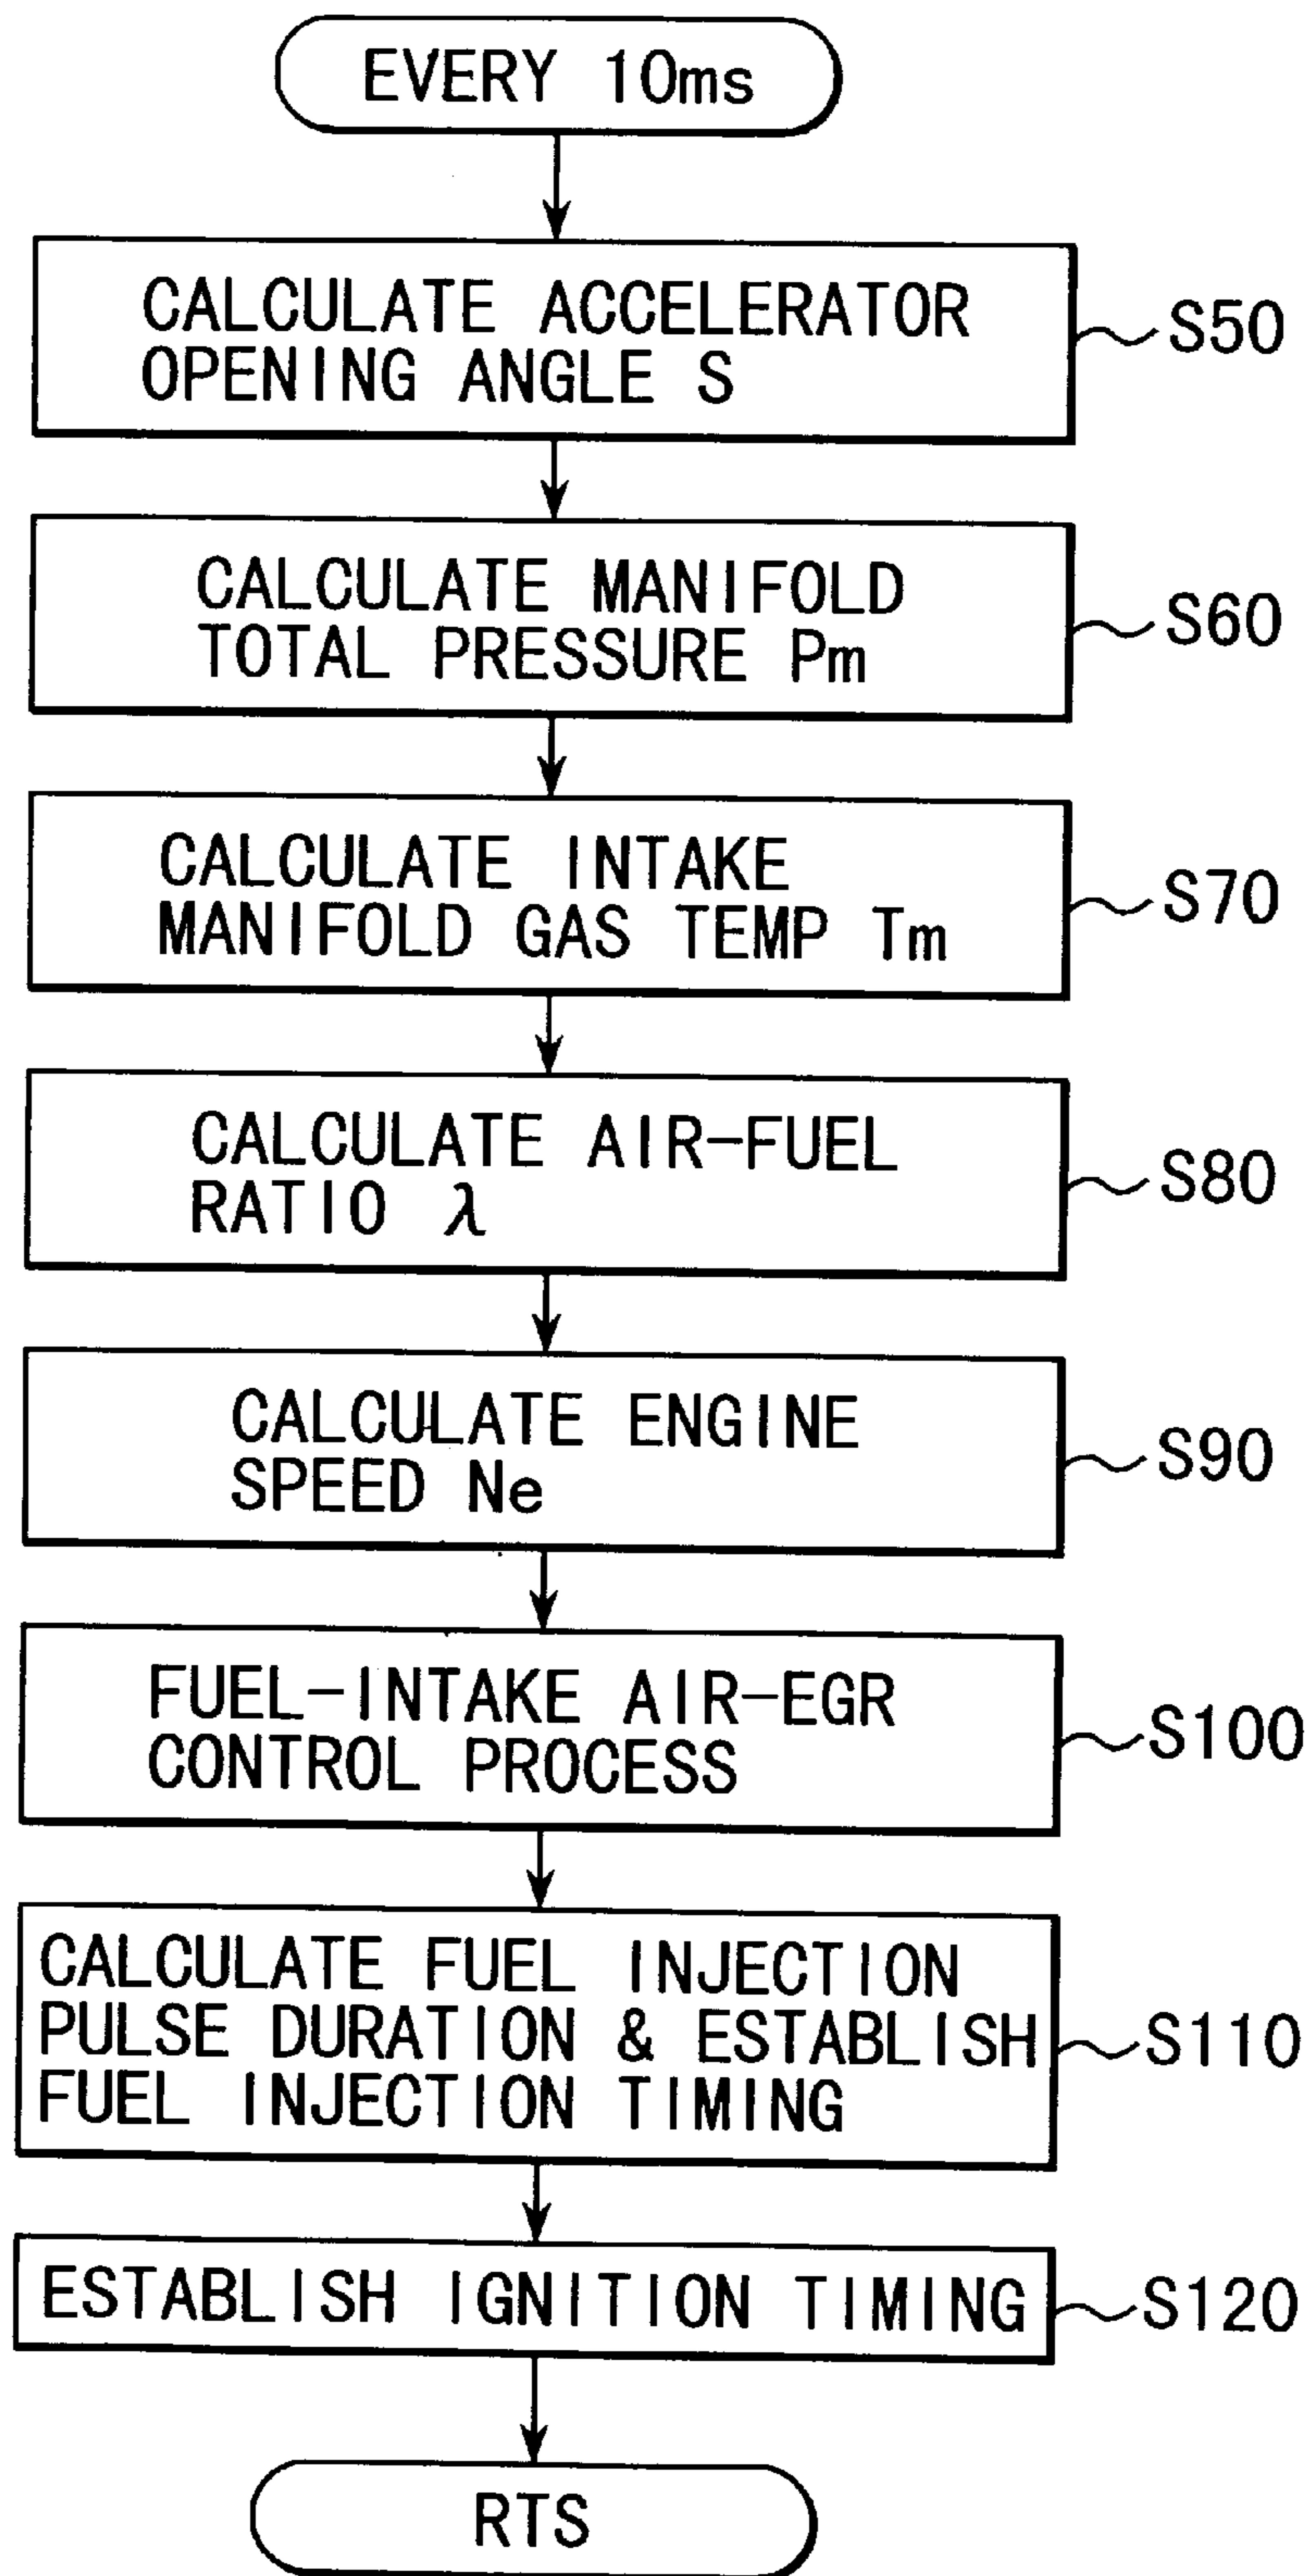 EVERY 10ms
CALCULATE ACCELERATOR
OPENING ANGLE S
S50
CALCULATE MANIFOLD
TOTAL PRESSURE Pm
S60
CALCULATE INTAKE
MANIFOLD GAS TEMP Tm
S70
CALCULATE AIR-FUEL
RATIO λ
S80
CALCULATE ENGINE
SPEED Ne
S90
FUEL-INTAKE AIR-EGR
CONTROL PROCESS
S100
CALCULATE FUEL INJECTION
PULSE DURATION & ESTABLISH
FUEL INJECTION TIMING
S110
ESTABLISH IGNITION TIMING
S120
RTS